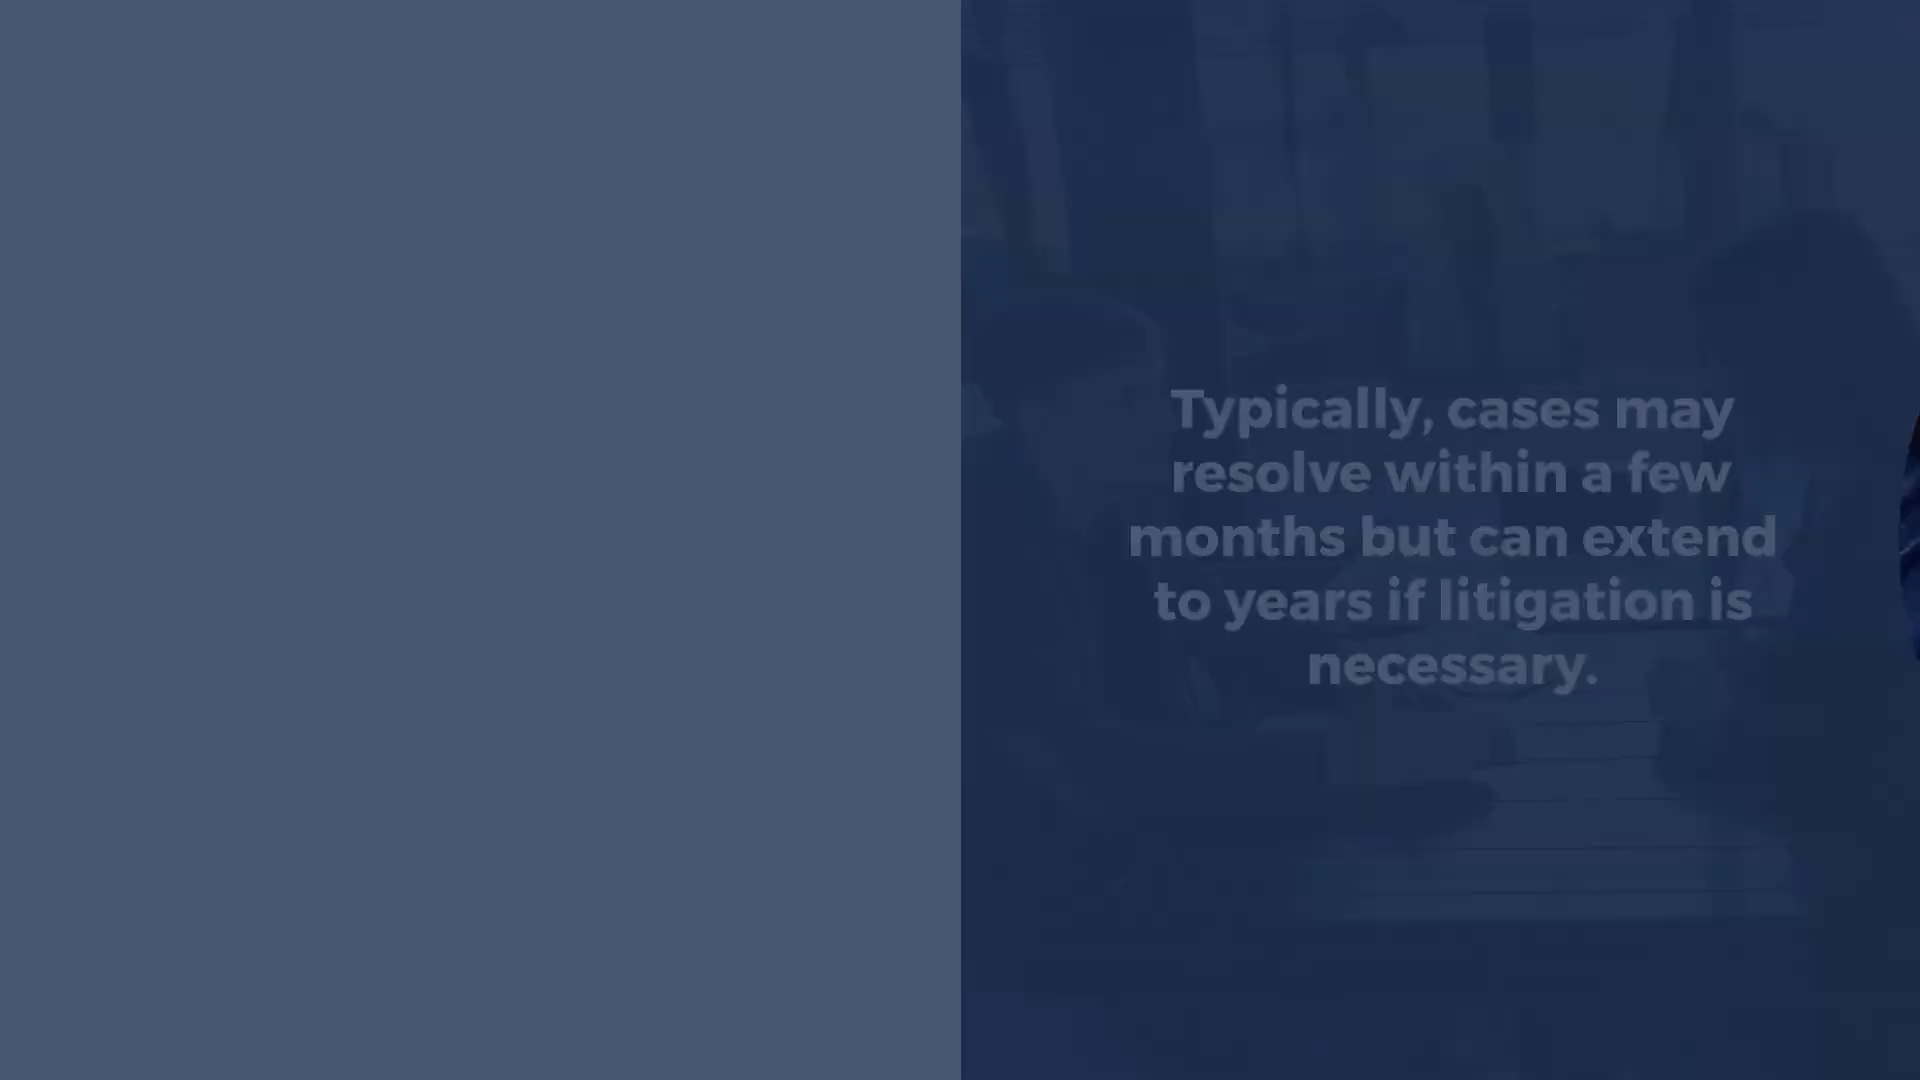 Typically, cases may
resolve within a few
months but can extend
to years if litigation is
necessary.